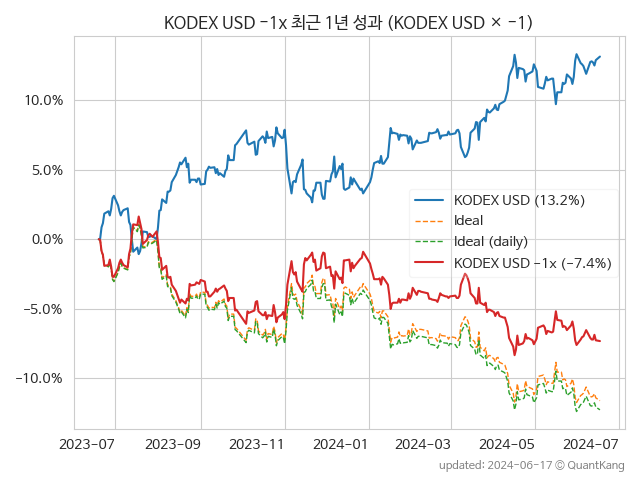 KODEX USD −1x 최근 1년 성과 (KODEX USD × −1)
10.0%
5.0%
0.0%
−5.0%
−10.0%
KODEX USD (13.2%)
Ideal
Ideal (daily)
KODEX USD −1x (−7.4%)
2023−07
2023−09
2023−11
2024−01
2024−03
2024−05
2024−07
updated: 2024−06−17 ⓒ QuantKang